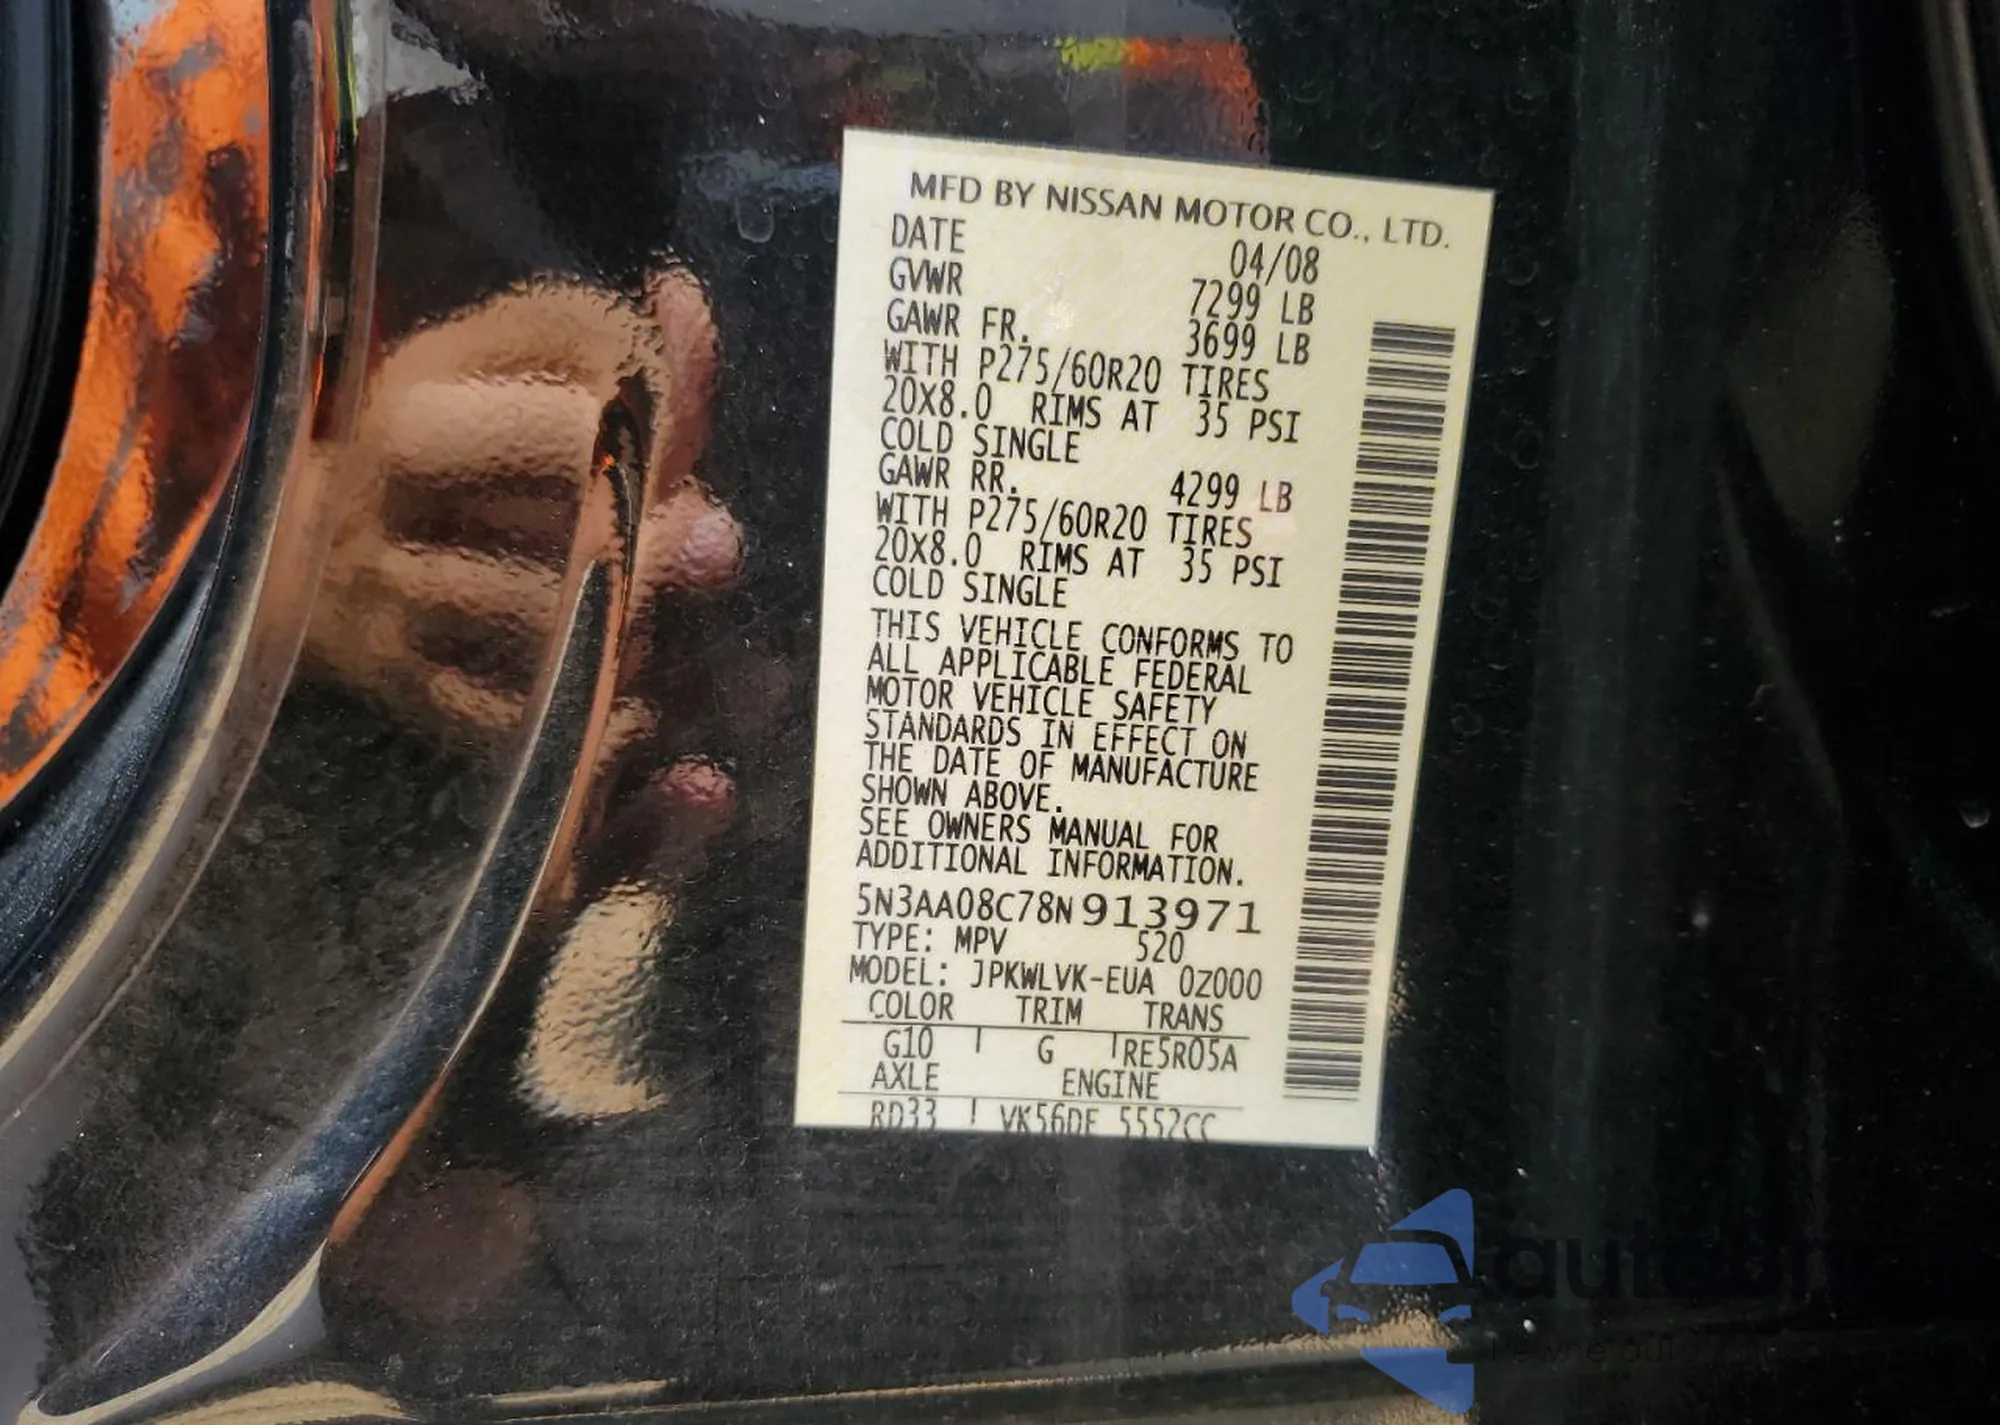 MFD BY NISSAN MOTOR CO., LTD.
DATE 04/08
GVWR 7299 LB
GAWR FR. 3699 LB
WITH P275/60R20 TIRES
20X8.0 RIMS AT 35 PSI
COLD SINGLE
GAWR RR. 4299 LB
WITH P275/60R20 TIRES
20X8.0 RIMS AT 35 PSI
COLD SINGLE
THIS VEHICLE CONFORMS TO
ALL APPLICABLE FEDERAL
MOTOR VEHICLE SAFETY
STANDARDS IN EFFECT ON
THE DATE OF MANUFACTURE
SHOWN ABOVE.
SEE OWNERS MANUAL FOR
ADDITIONAL INFORMATION.
5N3AA08C78N913971
TYPE: MPV 520
MODEL: JPKWLVK-EUA 0Z000
COLOR TRIM TRANS
G10 G RE5R05A
AXLE ENGINE
RD33 VK56DE 5552CC